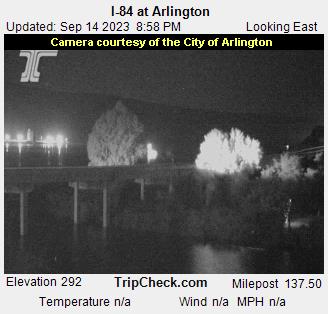 I-84 at Arlington
Updated: Sep 14 2023 8:58 PM Looking East
Camera courtesy of the City of Arlington
Elevation 292 TripCheck.com Milepost 137.50
Temperature n/a Wind n/a MPH n/a